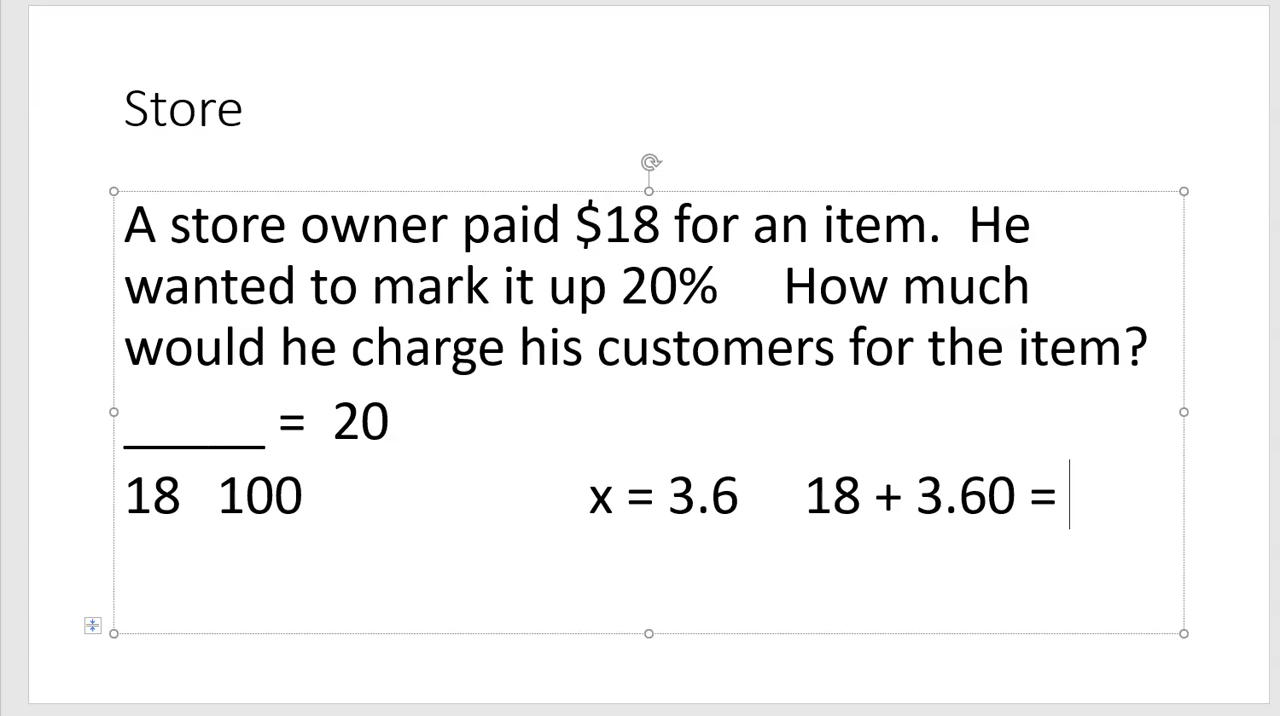 Store
A store owner paid $18 for an item.  He
wanted to mark it up 20%     How much
would he charge his customers for the item?
_____ =  20
18   100                    x = 3.6     18 + 3.60 =